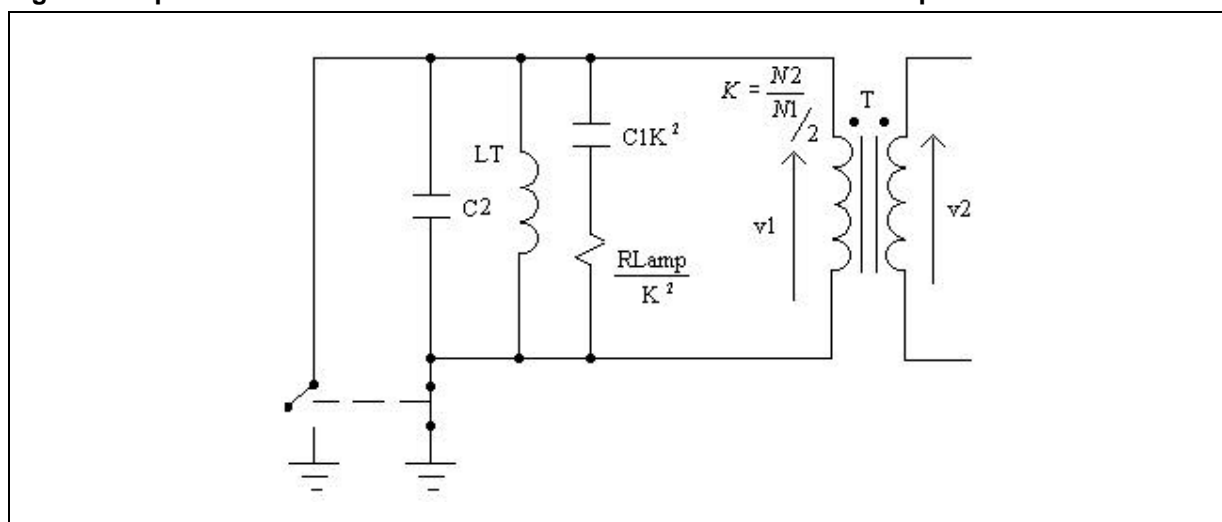 K = N2 / N1/2
T
C1K²
LT
C2
v1
v2
RLamp
K²